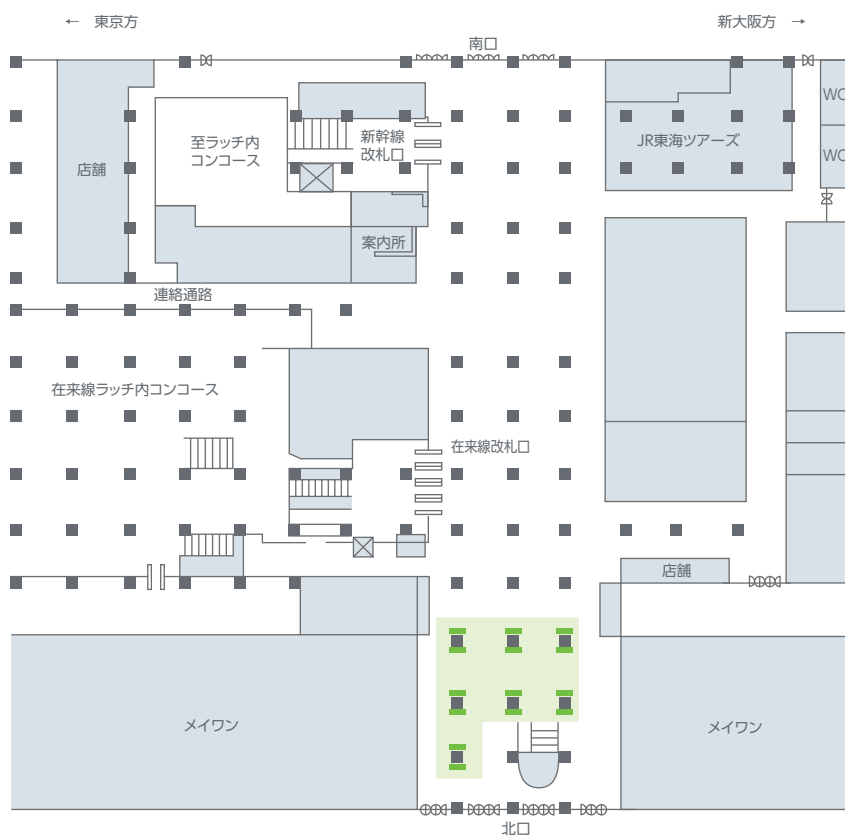 ← 東京方
新大阪方 →
南口
WC
WC
店舗
至ラッチ内
コンコース
新幹線
改札口
JR東海ツアーズ
案内所
連絡通路
在来線ラッチ内コンコース
在来線改札口
店舗
メイワン
メイワン
北口